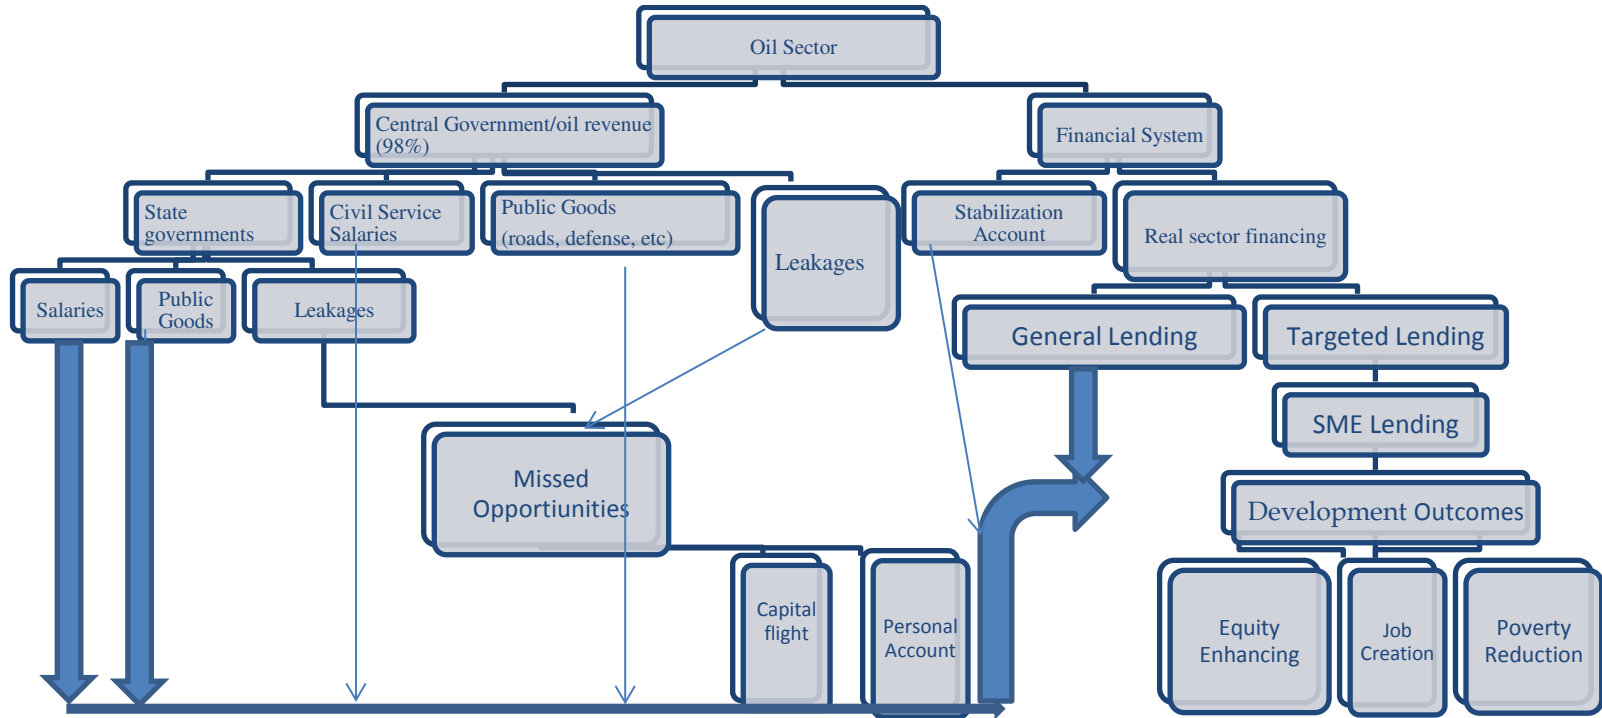 Oil Sector
Central Government/oil revenue
(98%)
Financial System
State
governments
Civil Service
Salaries
Public Goods
(roads, defense, etc)
Leakages
Stabilization
Account
Real sector financing
Salaries
Public
Goods
Leakages
General Lending
Targeted Lending
SME Lending
Missed
Opportiunities
Development Outcomes
Capital
flight
Personal
Account
Equity
Enhancing
Job
Creation
Poverty
Reduction